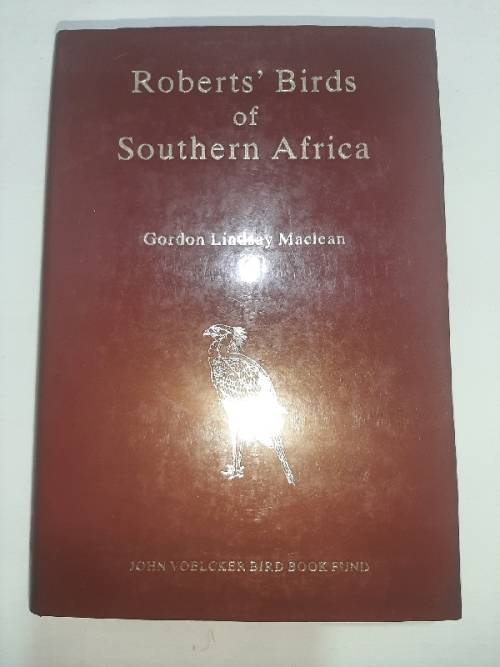 Roberts' Birds
of
Southern Africa
Gordon Lindsay Maclean
JOHN VOELCKER BIRD BOOK FUND